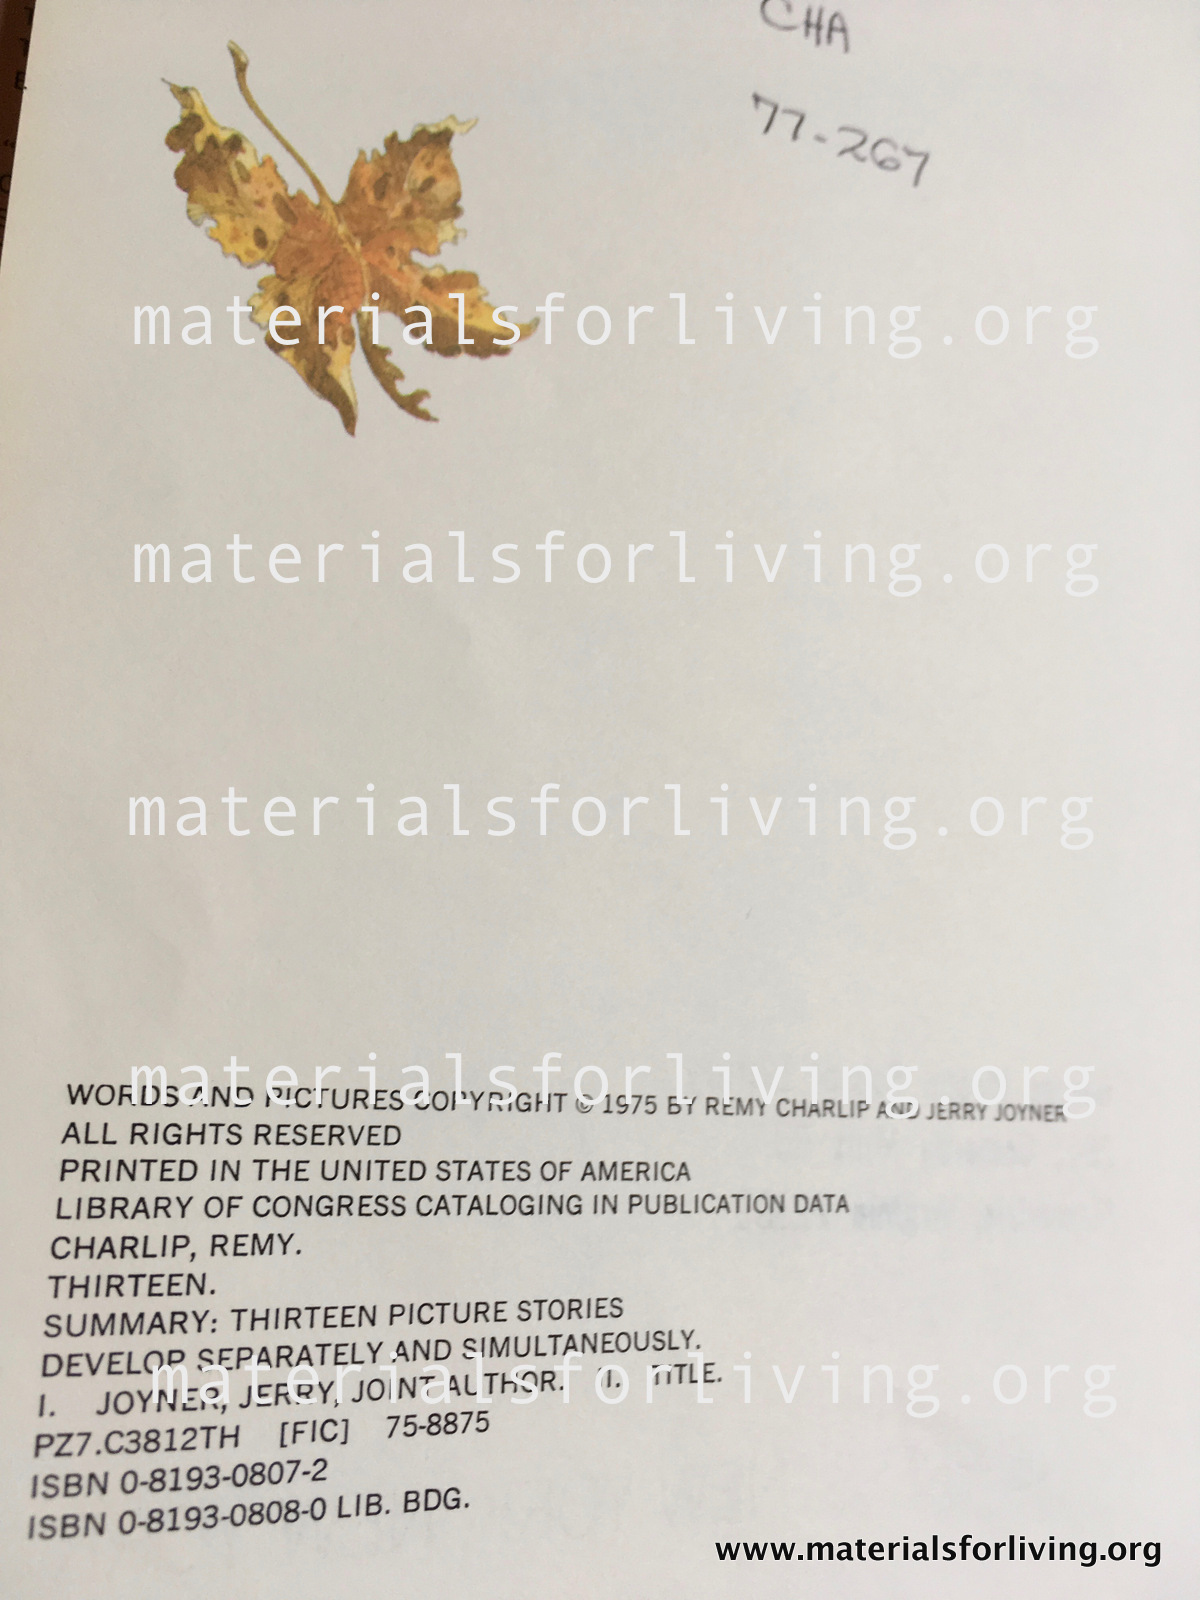 CHA
77-267
materialsforliving.org
materialsforliving.org
materialsforliving.org
materialsforliving.org
WORDS AND PICTURES COPYRIGHT © 1975 BY REMY CHARLIP AND JERRY JOYNER
ALL RIGHTS RESERVED
PRINTED IN THE UNITED STATES OF AMERICA
LIBRARY OF CONGRESS CATALOGING IN PUBLICATION DATA
CHARLIP, REMY.
THIRTEEN.
SUMMARY: THIRTEEN PICTURE STORIES
DEVELOP SEPARATELY AND SIMULTANEOUSLY.
materialsforliving.org
I. JOYNER, JERRY, JOINT AUTHOR. II. TITLE.
PZ7.C3812TH [FIC] 75-8875
ISBN 0-8193-0807-2
ISBN 0-8193-0808-0 LIB. BDG.
www.materialsforliving.org